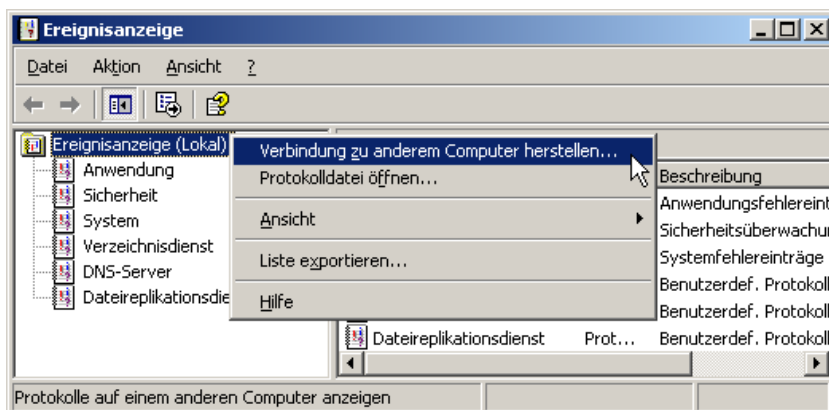 Ereignisanzeige
Datei Aktion Ansicht ?
Ereignisanzeige (Lokal)
Anwendung
Sicherheit
System
Verzeichnisdienst
DNS-Server
Dateireplikationsdie
Verbindung zu anderem Computer herstellen...
Protokolldatei öffnen...
Ansicht
Liste exportieren...
Hilfe
Beschreibung
Anwendungsfehlereint
Sicherheitsüberwachu
Systemfehlereinträge
Benutzerdef. Protokoll
Benutzerdef. Protokoll
Dateireplikationsdienst Prot... Benutzerdef. Protokoll
Protokolle auf einem anderen Computer anzeigen